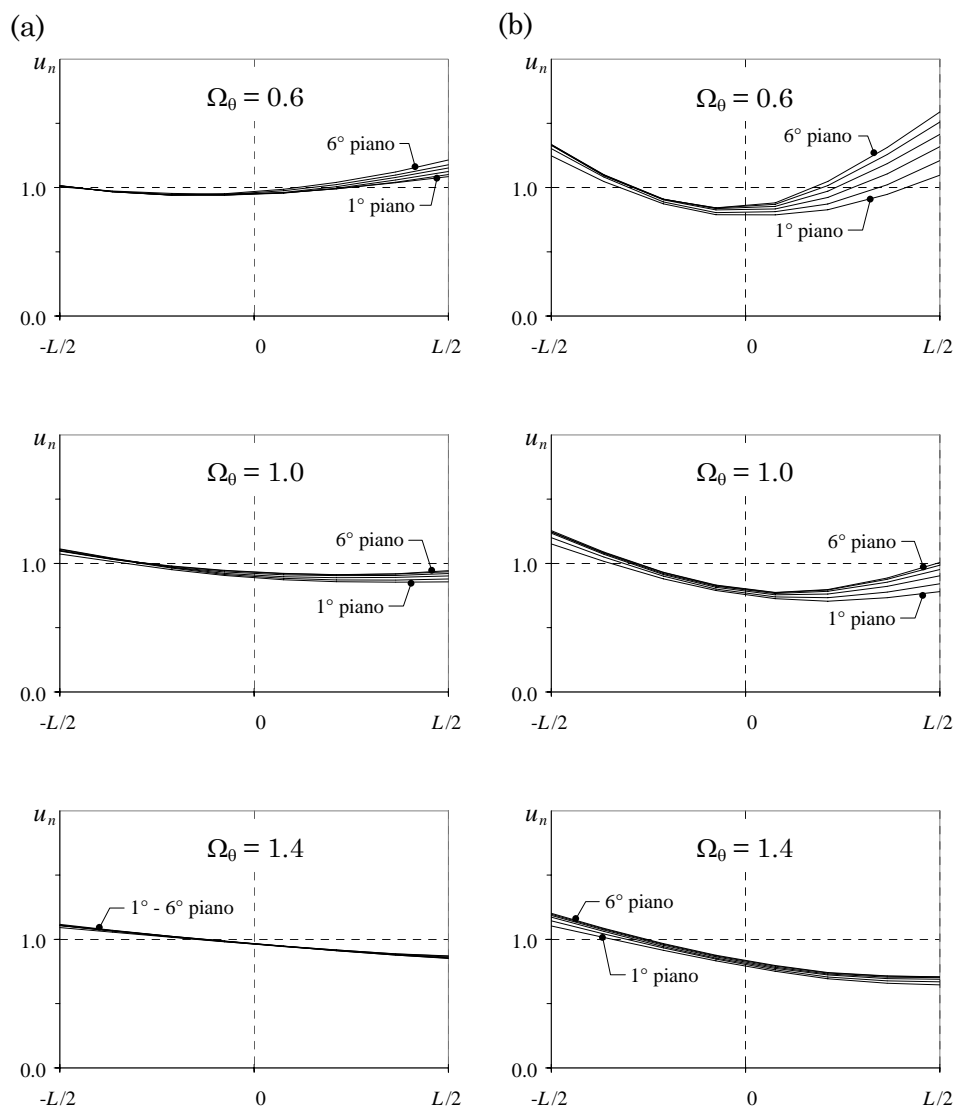 (a)
u_n
Ω_θ = 0.6
6° piano
1.0
1° piano
0.0
-L/2
0
L/2
(b)
u_n
Ω_θ = 0.6
6° piano
1.0
1° piano
0.0
-L/2
0
L/2
u_n
Ω_θ = 1.0
6° piano
1.0
1° piano
0.0
-L/2
0
L/2
u_n
Ω_θ = 1.0
6° piano
1.0
1° piano
0.0
-L/2
0
L/2
u_n
Ω_θ = 1.4
1° - 6° piano
1.0
0.0
-L/2
0
L/2
u_n
Ω_θ = 1.4
6° piano
1.0
1° piano
0.0
-L/2
0
L/2